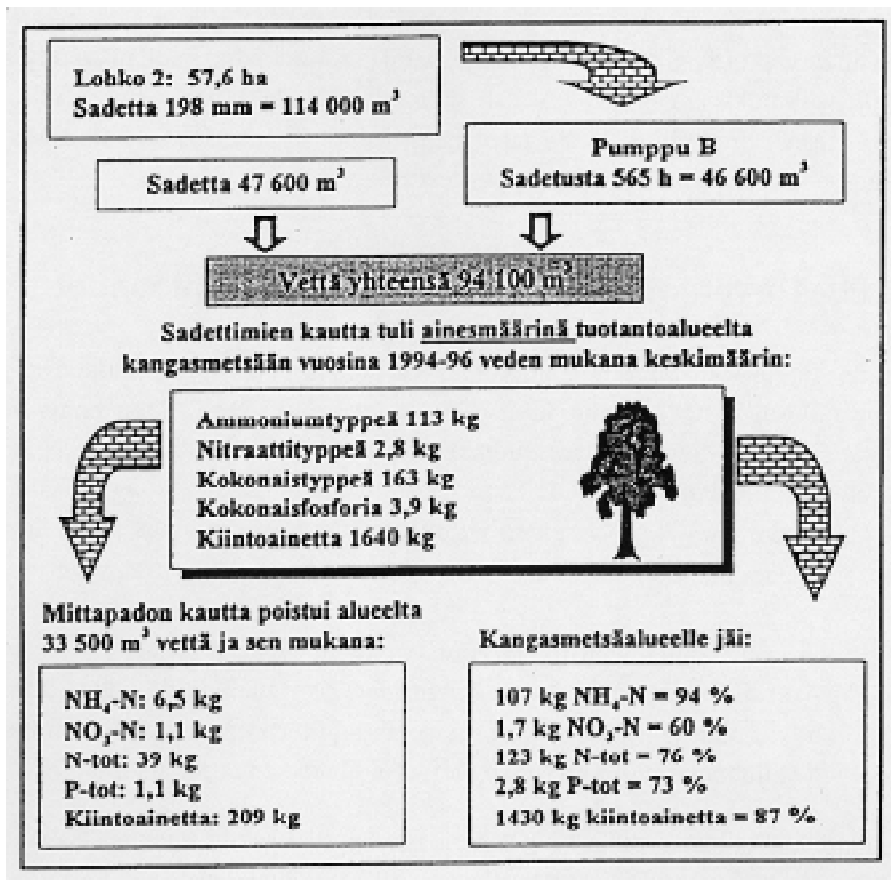 Lohko 2: 57,6 ha
Sadetta 198 mm = 114 000 m³
Pumppu B
Sadetusta 565 h = 46 600 m³
Sadetta 47 600 m³
Vettä yhteensä 94 100 m³
Sadettimien kautta tuli ainesmäärinä tuotantoalueelta
kangasmetsään vuosina 1994-96 veden mukana keskimäärin:
Ammoniumtyppeä 113 kg
Nitraattityppeä 2,8 kg
Kokonaistyppeä 163 kg
Kokonaisfosforia 3,9 kg
Kiintoainetta 1640 kg
Mittapadon kautta poistui alueelta
33 500 m³ vettä ja sen mukana:
NH₄-N: 6,5 kg
NO₃-N: 1,1 kg
N-tot: 39 kg
P-tot: 1,1 kg
Kiintoainetta: 209 kg
Kangasmetsäalueelle jäi:
107 kg NH₄-N = 94 %
1,7 kg NO₃-N = 60 %
123 kg N-tot = 76 %
2,8 kg P-tot = 73 %
1430 kg kiintoainetta = 87 %